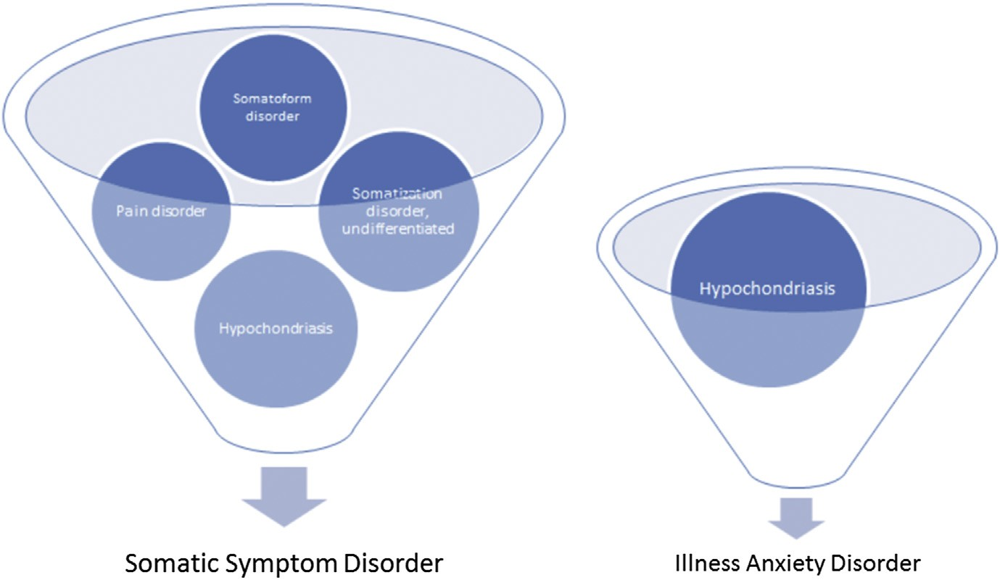 Somatoform
disorder
Pain disorder
Somatization
disorder,
undifferentiated
Hypochondriasis
Somatic Symptom Disorder
Hypochondriasis
Illness Anxiety Disorder